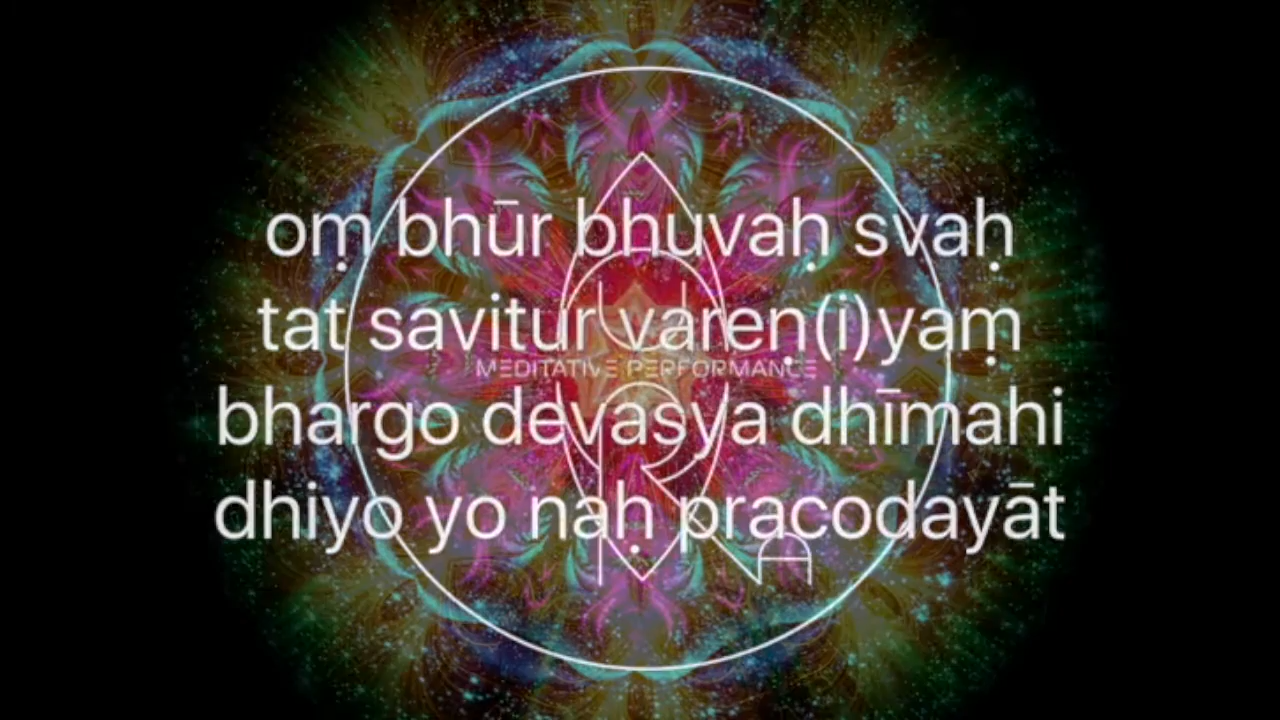 oṃ bhūr bhuvaḥ svaḥ
tat savitur vareṇ(i)yaṃ
MEDITATIVE PERFORMANCE
bhargo devasya dhīmahi
dhiyo yo naḥ pracodayāt